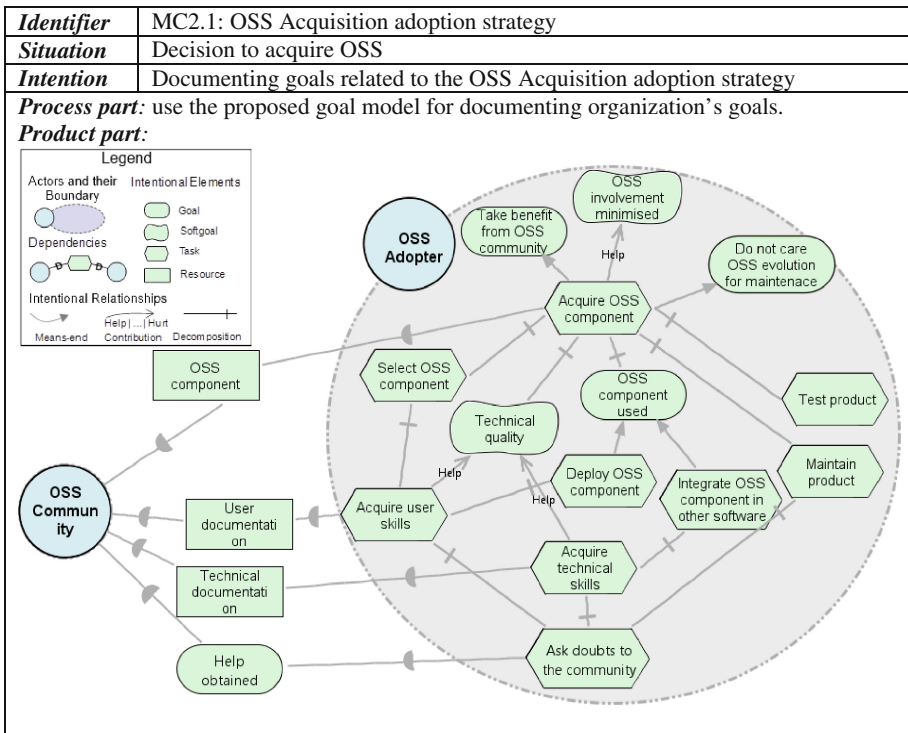 Identifier MC2.1: OSS Acquisition adoption strategy
Situation Decision to acquire OSS
Intention Documenting goals related to the OSS Acquisition adoption strategy
Process part: use the proposed goal model for documenting organization's goals.
Product part:
Legend
Actors and their
Boundary
Dependencies
D D
Intentional Elements
Goal
Softgoal
Task
Resource
Intentional Relationships
Help| ...| Hurt
Means-end
Contribution
Decomposition
OSS
Adopter
Take benefit
from OSS
community
OSS
involvement
minimised
Help
Do not care
OSS evolution
for maintenace
Acquire OSS
component
OSS
component
Select OSS
component
OSS
component
used
Test product
Technical
quality
Help
Help
Deploy OSS
component
Integrate OSS
component in
other software
Maintain
product
OSS
Commun
ity
User
documentati
on
Acquire user
skills
Technical
documentati
on
Acquire
technical
skills
Help
obtained
Ask doubts to
the community